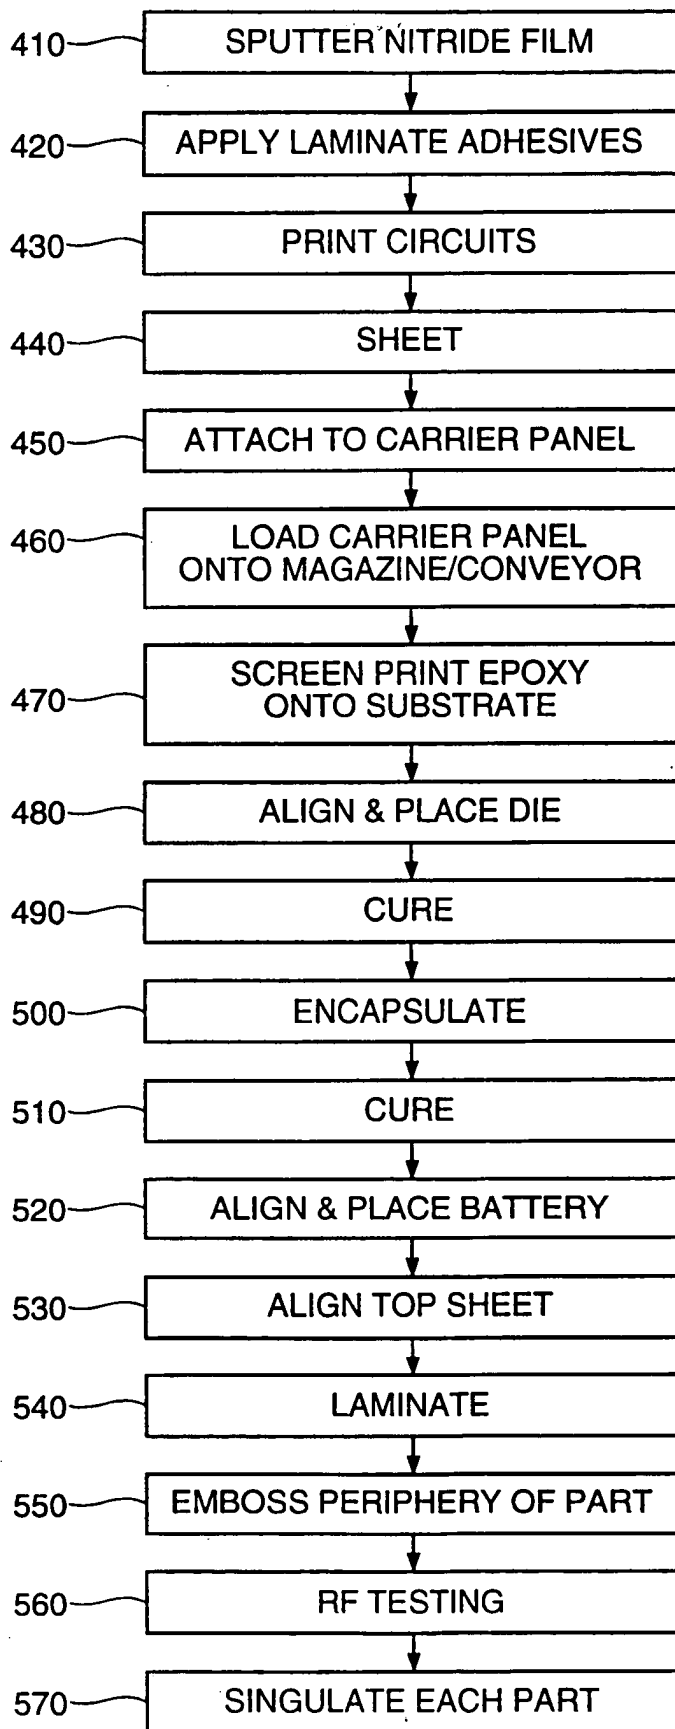 410 SPUTTER NITRIDE FILM
420 APPLY LAMINATE ADHESIVES
430 PRINT CIRCUITS
440 SHEET
450 ATTACH TO CARRIER PANEL
460 LOAD CARRIER PANEL
ONTO MAGAZINE/CONVEYOR
470 SCREEN PRINT EPOXY
ONTO SUBSTRATE
480 ALIGN & PLACE DIE
490 CURE
500 ENCAPSULATE
510 CURE
520 ALIGN & PLACE BATTERY
530 ALIGN TOP SHEET
540 LAMINATE
550 EMBOSS PERIPHERY OF PART
560 RF TESTING
570 SINGULATE EACH PART